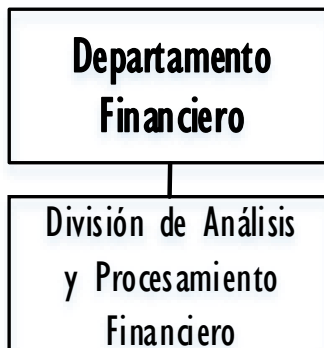 Departamento
Financiero
División de Análisis
y Procesamiento
Financiero